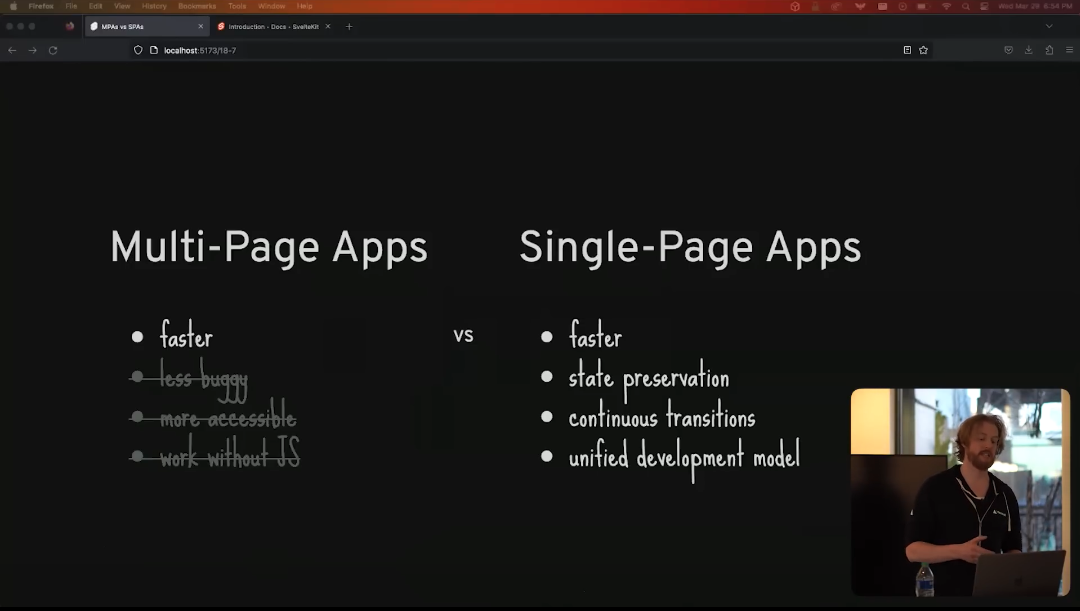 Firefox File Edit View History Bookmarks Tools Window Help Wed Mar 29 6:54 PM
MPAs vs SPAs × Introduction • Docs • SvelteKit × +
localhost:5173/18-7
Multi-Page Apps
Single-Page Apps
faster
less buggy
more accessible
work without JS
vs
faster
state preservation
continuous transitions
unified development model